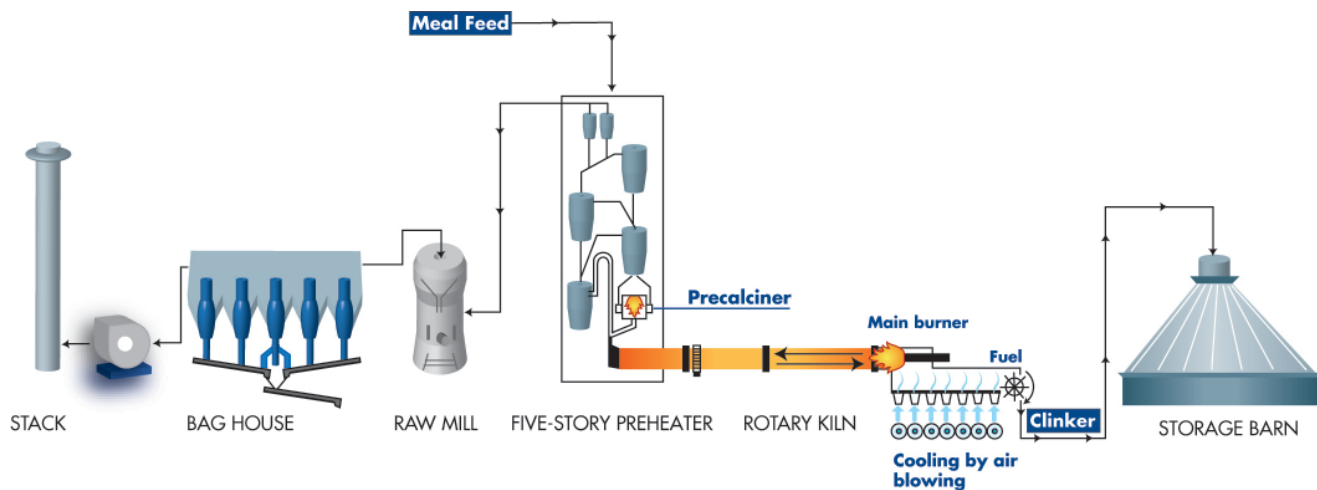 Meal Feed
Precalciner
Main burner
Fuel
STACK
BAG HOUSE
RAW MILL
FIVE-STORY PREHEATER
ROTARY KILN
Clinker
STORAGE BARN
Cooling by air
blowing